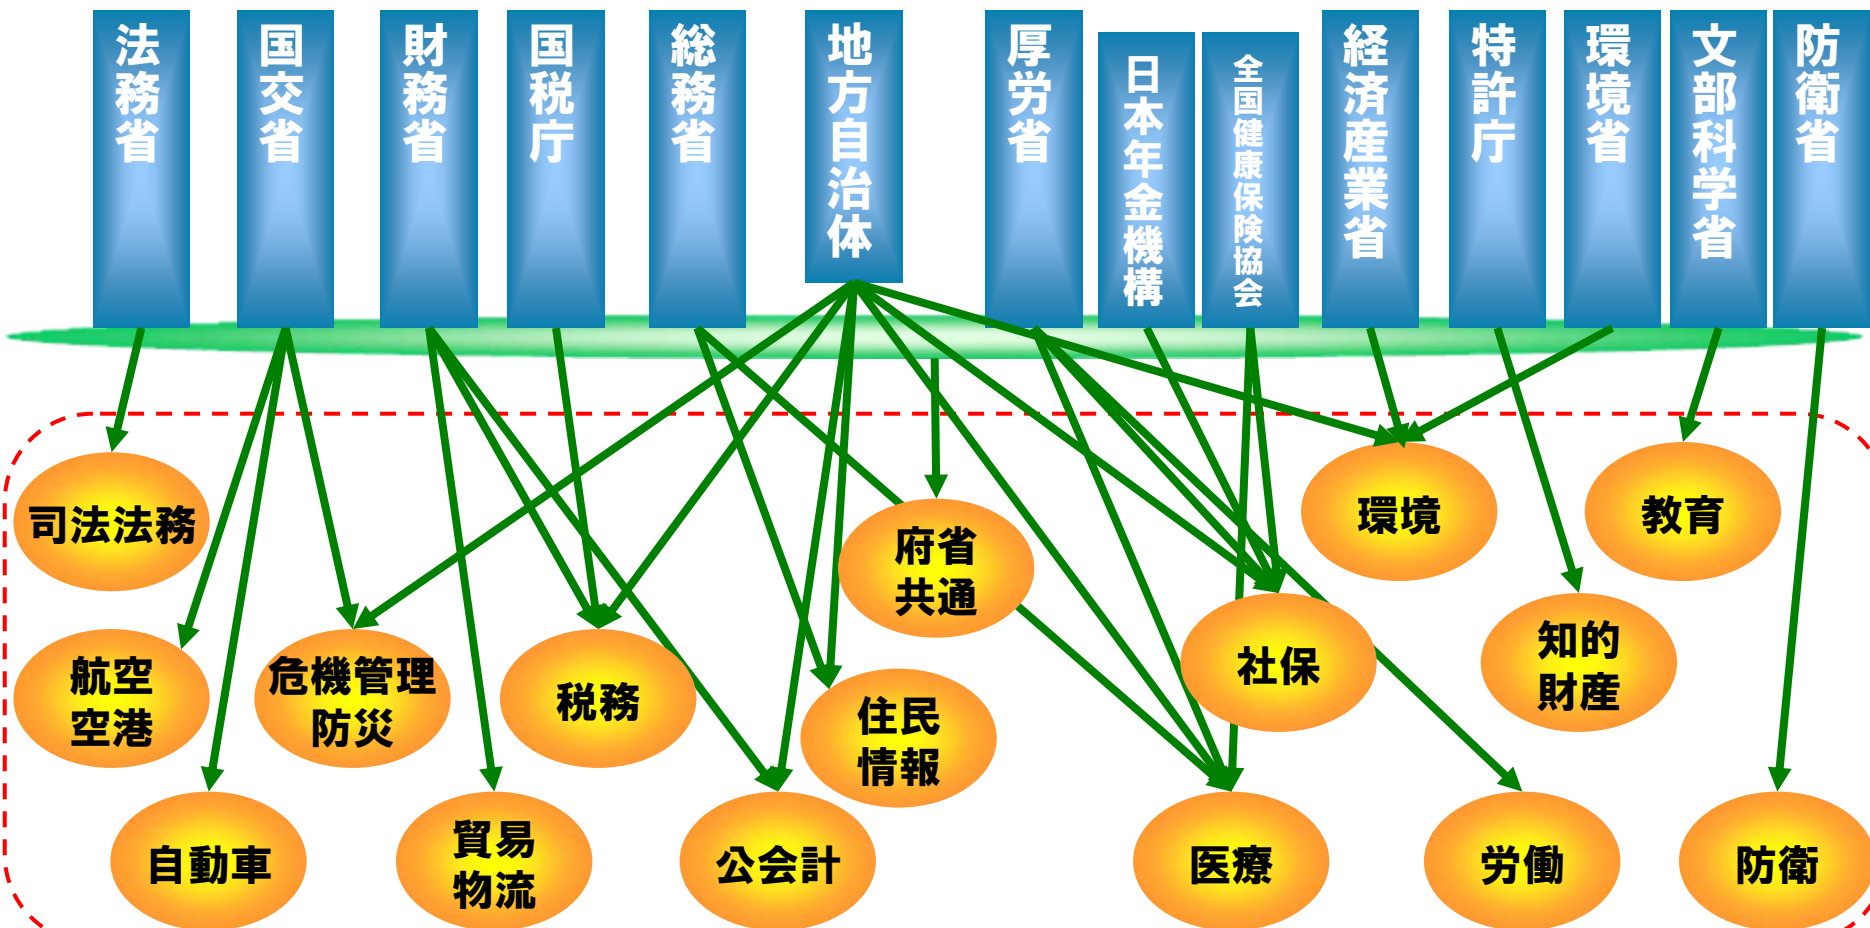 法務省
国交省
財務省
国税庁
総務省
地方自治体
厚労省
日本年金機構
全国健康保険協会
経済産業省
特許庁
環境省
文部科学省
防衛省
司法法務
府省
共通
環境
教育
航空
空港
危機管理
防災
税務
住民
情報
社保
知的
財産
自動車
貿易
物流
公会計
医療
労働
防衛